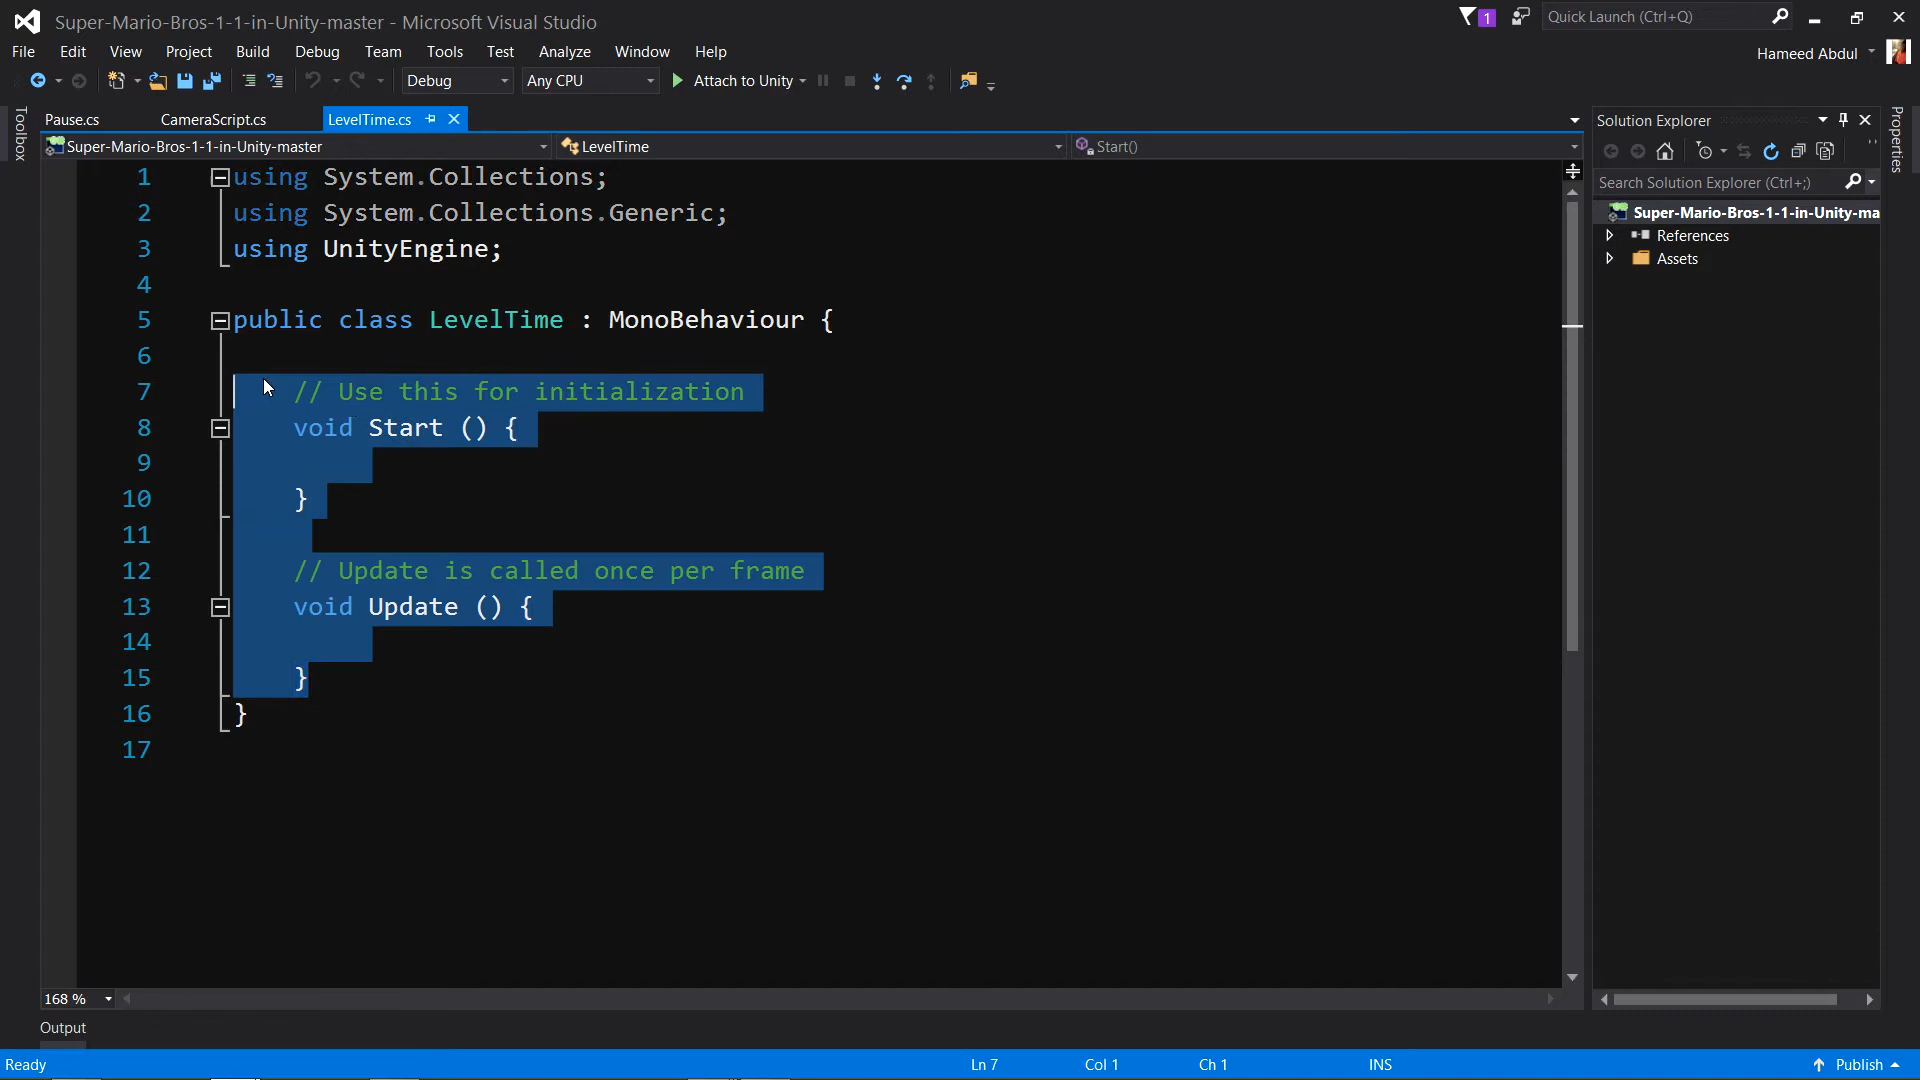 Super-Mario-Bros-1-1-in-Unity-master - Microsoft Visual Studio
1
Quick Launch (Ctrl+Q)
File Edit View Project Build Debug Team Tools Test Analyze Window Help
Hameed Abdul
Debug
Any CPU
Attach to Unity
Toolbox
Pause.cs
CameraScript.cs
LevelTime.cs
Solution Explorer
Properties
Super-Mario-Bros-1-1-in-Unity-master
LevelTime
Start()
Search Solution Explorer (Ctrl+;)
Super-Mario-Bros-1-1-in-Unity-ma
References
Assets
1 using System.Collections;
2 using System.Collections.Generic;
3 using UnityEngine;
4
5 public class LevelTime : MonoBehaviour {
6
7 // Use this for initialization
8 void Start () {
9
10 }
11
12 // Update is called once per frame
13 void Update () {
14
15 }
16 }
17
168 %
Output
Ready
Ln 7
Col 1
Ch 1
INS
Publish